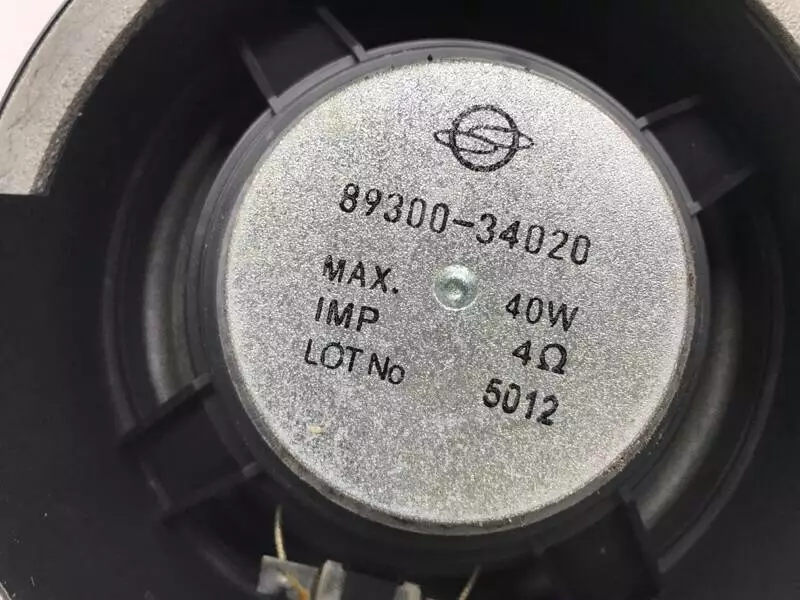 89300-34020
MAX. 40W
IMP 4Ω
LOT No 5012